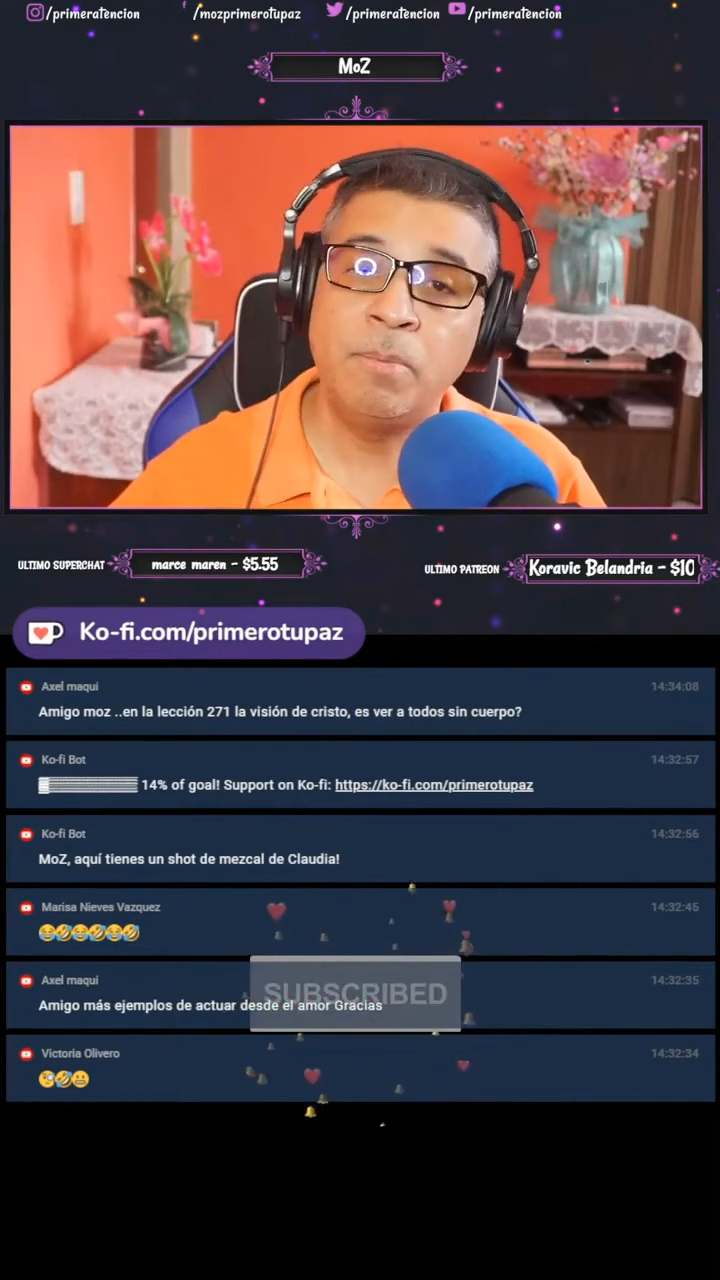 /primeratencion /mozprimerotupaz /primeratencion /primeratencion
MoZ
ULTIMO SUPERCHAT marce maren - $5.55
ULTIMO PATREON Koravic Belandria - $10
Ko-fi.com/primerotupaz
Axel maqui 14:34:08
Amigo moz ..en la lección 271 la visión de cristo, es ver a todos sin cuerpo?
Ko-fi Bot 14:32:57
14% of goal! Support on Ko-fi: https://ko-fi.com/primerotupaz
Ko-fi Bot 14:32:56
MoZ, aquí tienes un shot de mezcal de Claudia!
Marisa Nieves Vazquez 14:32:45
😂🤣😂🤣😂🤣
Axel maqui 14:32:35
SUBSCRIBED
Amigo más ejemplos de actuar desde el amor Gracias
Victoria Olivero 14:32:34
🧐🤣😬